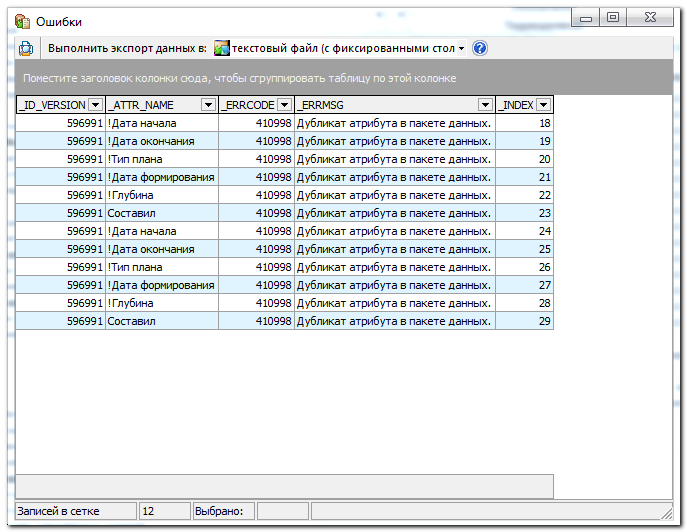 Ошибки
Выполнить экспорт данных в: текстовый файл (с фиксированными стол
Поместите заголовок колонки сюда, чтобы сгруппировать таблицу по этой колонке
_ID_VERSION _ATTR_NAME _ERRCODE _ERRMSG _INDEX
596991 !Дата начала 410998 Дубликат атрибута в пакете данных. 18
596991 !Дата окончания 410998 Дубликат атрибута в пакете данных. 19
596991 !Тип плана 410998 Дубликат атрибута в пакете данных. 20
596991 !Дата формирования 410998 Дубликат атрибута в пакете данных. 21
596991 !Глубина 410998 Дубликат атрибута в пакете данных. 22
596991 Составил 410998 Дубликат атрибута в пакете данных. 23
596991 !Дата начала 410998 Дубликат атрибута в пакете данных. 24
596991 !Дата окончания 410998 Дубликат атрибута в пакете данных. 25
596991 !Тип плана 410998 Дубликат атрибута в пакете данных. 26
596991 !Дата формирования 410998 Дубликат атрибута в пакете данных. 27
596991 !Глубина 410998 Дубликат атрибута в пакете данных. 28
596991 Составил 410998 Дубликат атрибута в пакете данных. 29
Записей в сетке 12 Выбрано: